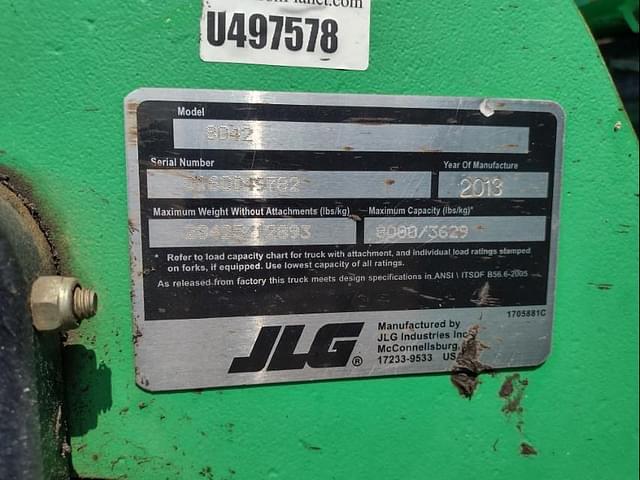 U497578
Model
8042
Serial Number
Year Of Manufacture
2013
Maximum Weight Without Attachments (lbs/kg)
Maximum Capacity (lbs/kg)*
8000/3629
* Refer to load capacity chart for truck with attachment, and individual load ratings stamped
on forks, if equipped. Use lowest capacity of all ratings.
As released from factory this truck meets design specifications in ANSI \ ITSDF B56.6-2005
1705881C
JLG®
Manufactured by
JLG Industries Inc
McConnellsburg,
17233-9533 US